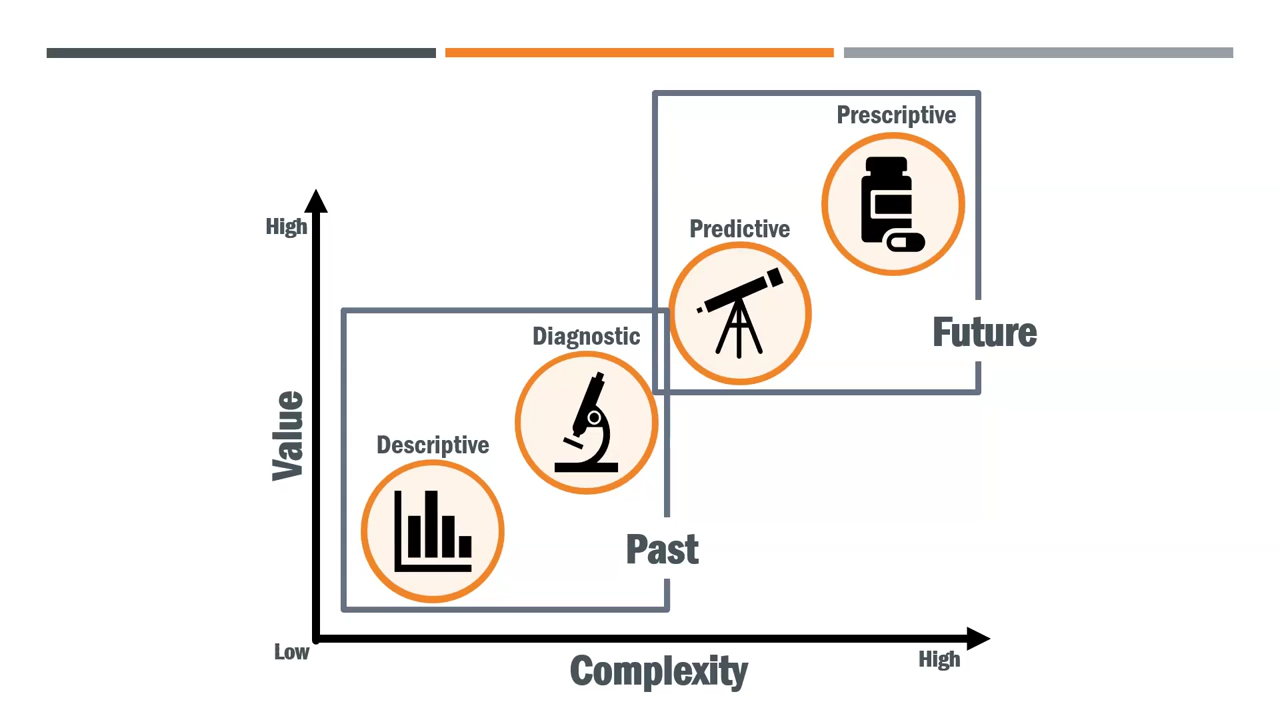 Prescriptive
High
Predictive
Future
Diagnostic
Value
Descriptive
Past
Low
High
Complexity